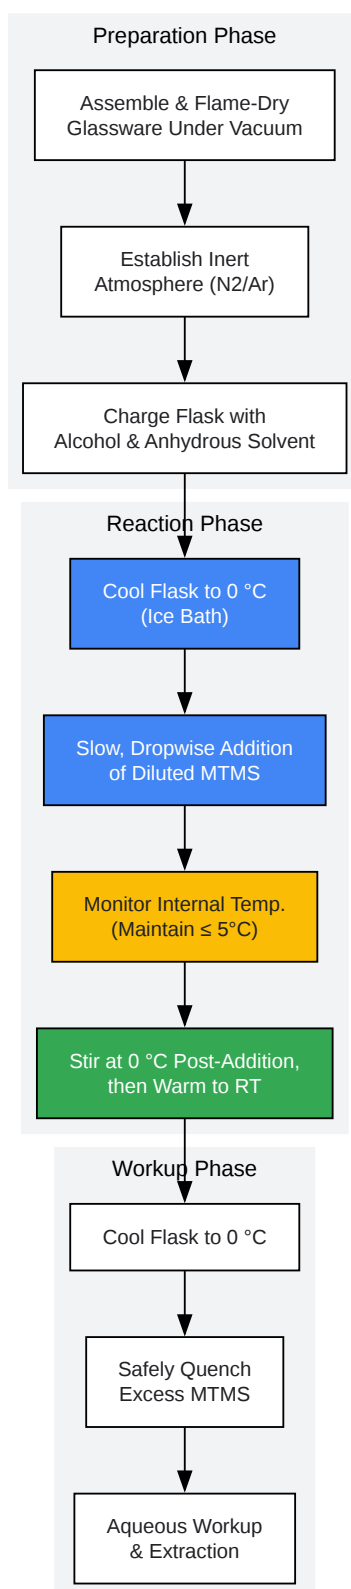 Preparation Phase
Assemble & Flame-Dry
Glassware Under Vacuum
Establish Inert
Atmosphere (N2/Ar)
Charge Flask with
Alcohol & Anhydrous Solvent
Reaction Phase
Cool Flask to 0 °C
(Ice Bath)
Slow, Dropwise Addition
of Diluted MTMS
Monitor Internal Temp.
(Maintain ≤ 5°C)
Stir at 0 °C Post-Addition,
then Warm to RT
Workup Phase
Cool Flask to 0 °C
Safely Quench
Excess MTMS
Aqueous Workup
& Extraction